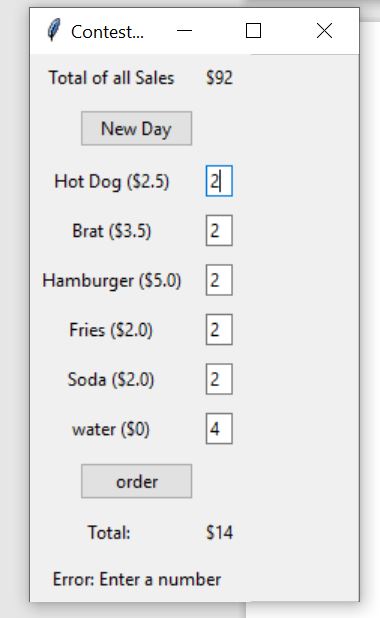 Contest...
Total of all Sales $92
New Day
Hot Dog ($2.5) 2
Brat ($3.5) 2
Hamburger ($5.0) 2
Fries ($2.0) 2
Soda ($2.0) 2
water ($0) 4
order
Total: $14
Error: Enter a number